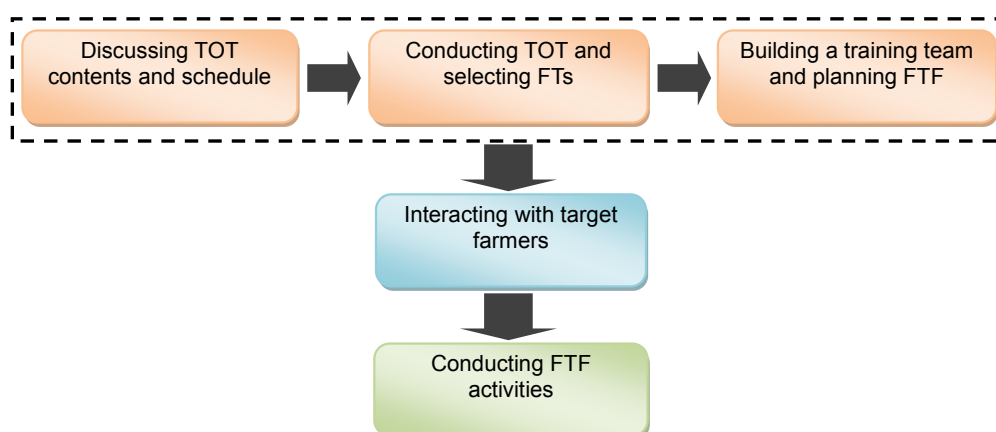 Discussing TOT
contents and schedule
Conducting TOT and
selecting FTs
Building a training team
and planning FTF
Interacting with target
farmers
Conducting FTF
activities